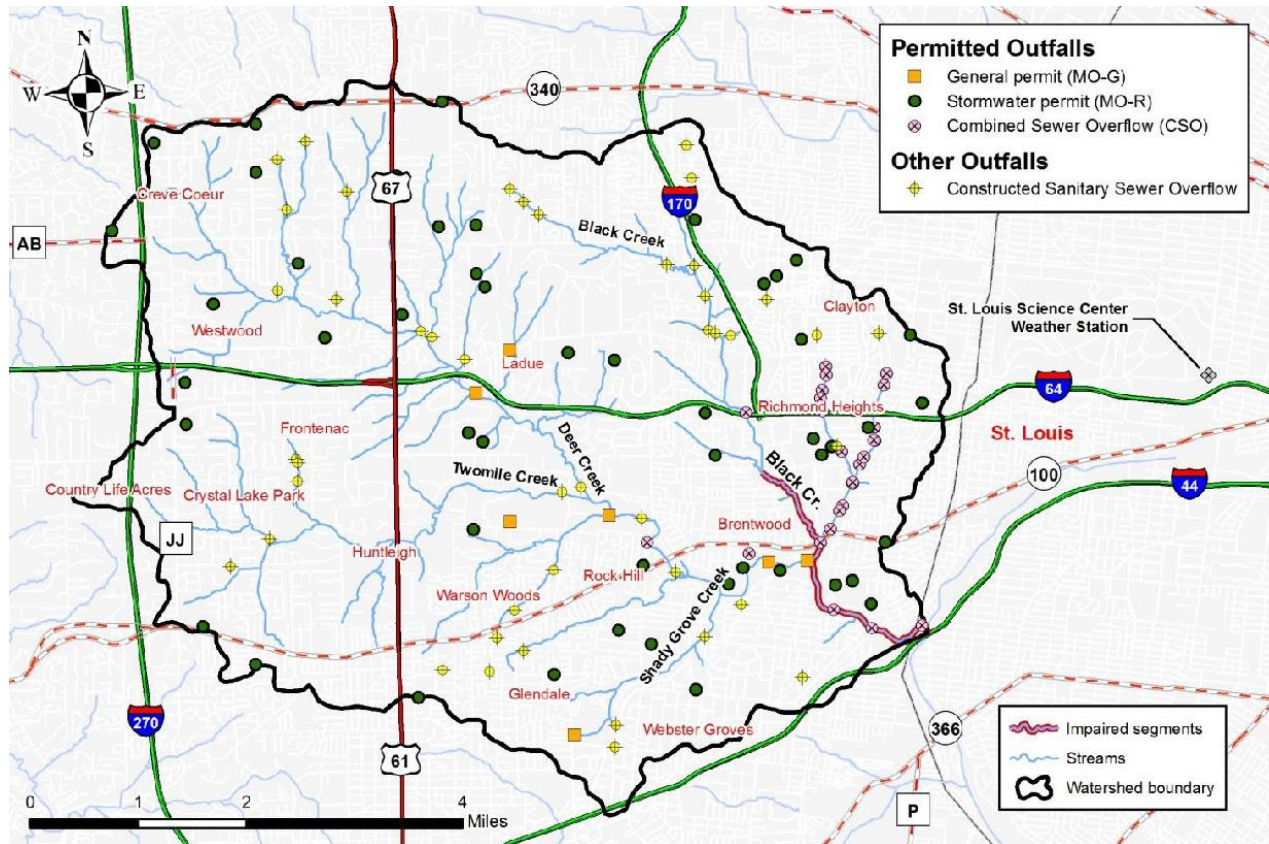 N
W
E
S
340
67
170
AB
Creve Coeur
Black Creek
Westwood
Clayton
Ladue
St. Louis Science Center
Weather Station
64
Richmond Heights
St. Louis
Frontenac
Deer Creek
Twomile Creek
Black Cr.
100
44
Country Life Acres
Crystal Lake Park
Brentwood
JJ
Huntleigh
Rock Hill
Warson Woods
Shady Grove Creek
Glendale
Webster Groves
270
61
366
P
0
1
2
4
Miles
Permitted Outfalls
General permit (MO-G)
Stormwater permit (MO-R)
Combined Sewer Overflow (CSO)
Other Outfalls
Constructed Sanitary Sewer Overflow
Impaired segments
Streams
Watershed boundary